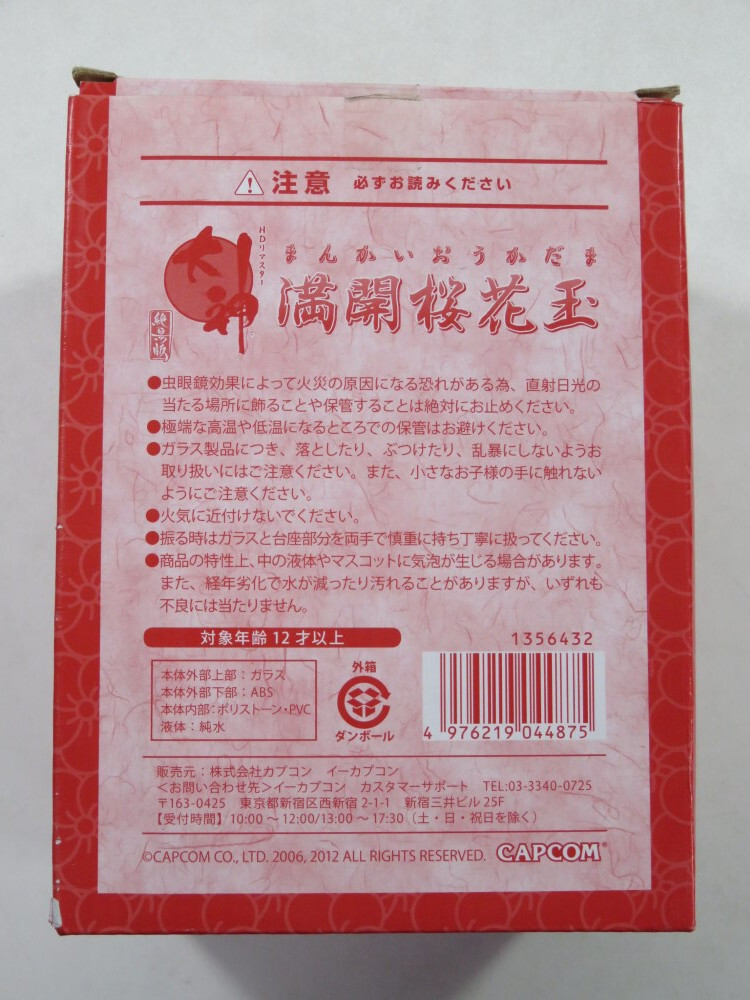 注意 必ずお読みください
大神
HDリマスター
絶景版
まんかいおうかだま
満開桜花玉
●虫眼鏡効果によって火災の原因になる恐れがある為、直射日光の
当たる場所に飾ることや保管することは絶対にお止めください。
●極端な高温や低温になるところでの保管はお避けください。
●ガラス製品につき、落としたり、ぶつけたり、乱暴にしないようお
取り扱いにはご注意ください。また、小さなお子様の手に触れない
ようにご注意ください。
●火気に近付けないでください。
●振る時はガラスと台座部分を両手で慎重に持ち丁寧に扱ってください。
●商品の特性上、中の液体やマスコットに気泡が生じる場合があります。
また、経年劣化で水が減ったり汚れることがありますが、いずれも
不良には当たりません。
対象年齢12才以上
本体外部上部：ガラス
本体外部下部：ABS
本体内部：ポリストーン・PVC
液体：純水
外箱
ダンボール
1356432
4 976219 044875
販売元：株式会社カプコン イーカプコン
＜お問い合わせ先＞イーカプコン カスタマーサポート TEL:03-3340-0725
〒163-0425 東京都新宿区西新宿2-1-1 新宿三井ビル25F
【受付時間】10:00～12:00/13:00～17:30（土・日・祝日を除く）
©CAPCOM CO., LTD. 2006, 2012 ALL RIGHTS RESERVED. CAPCOM®